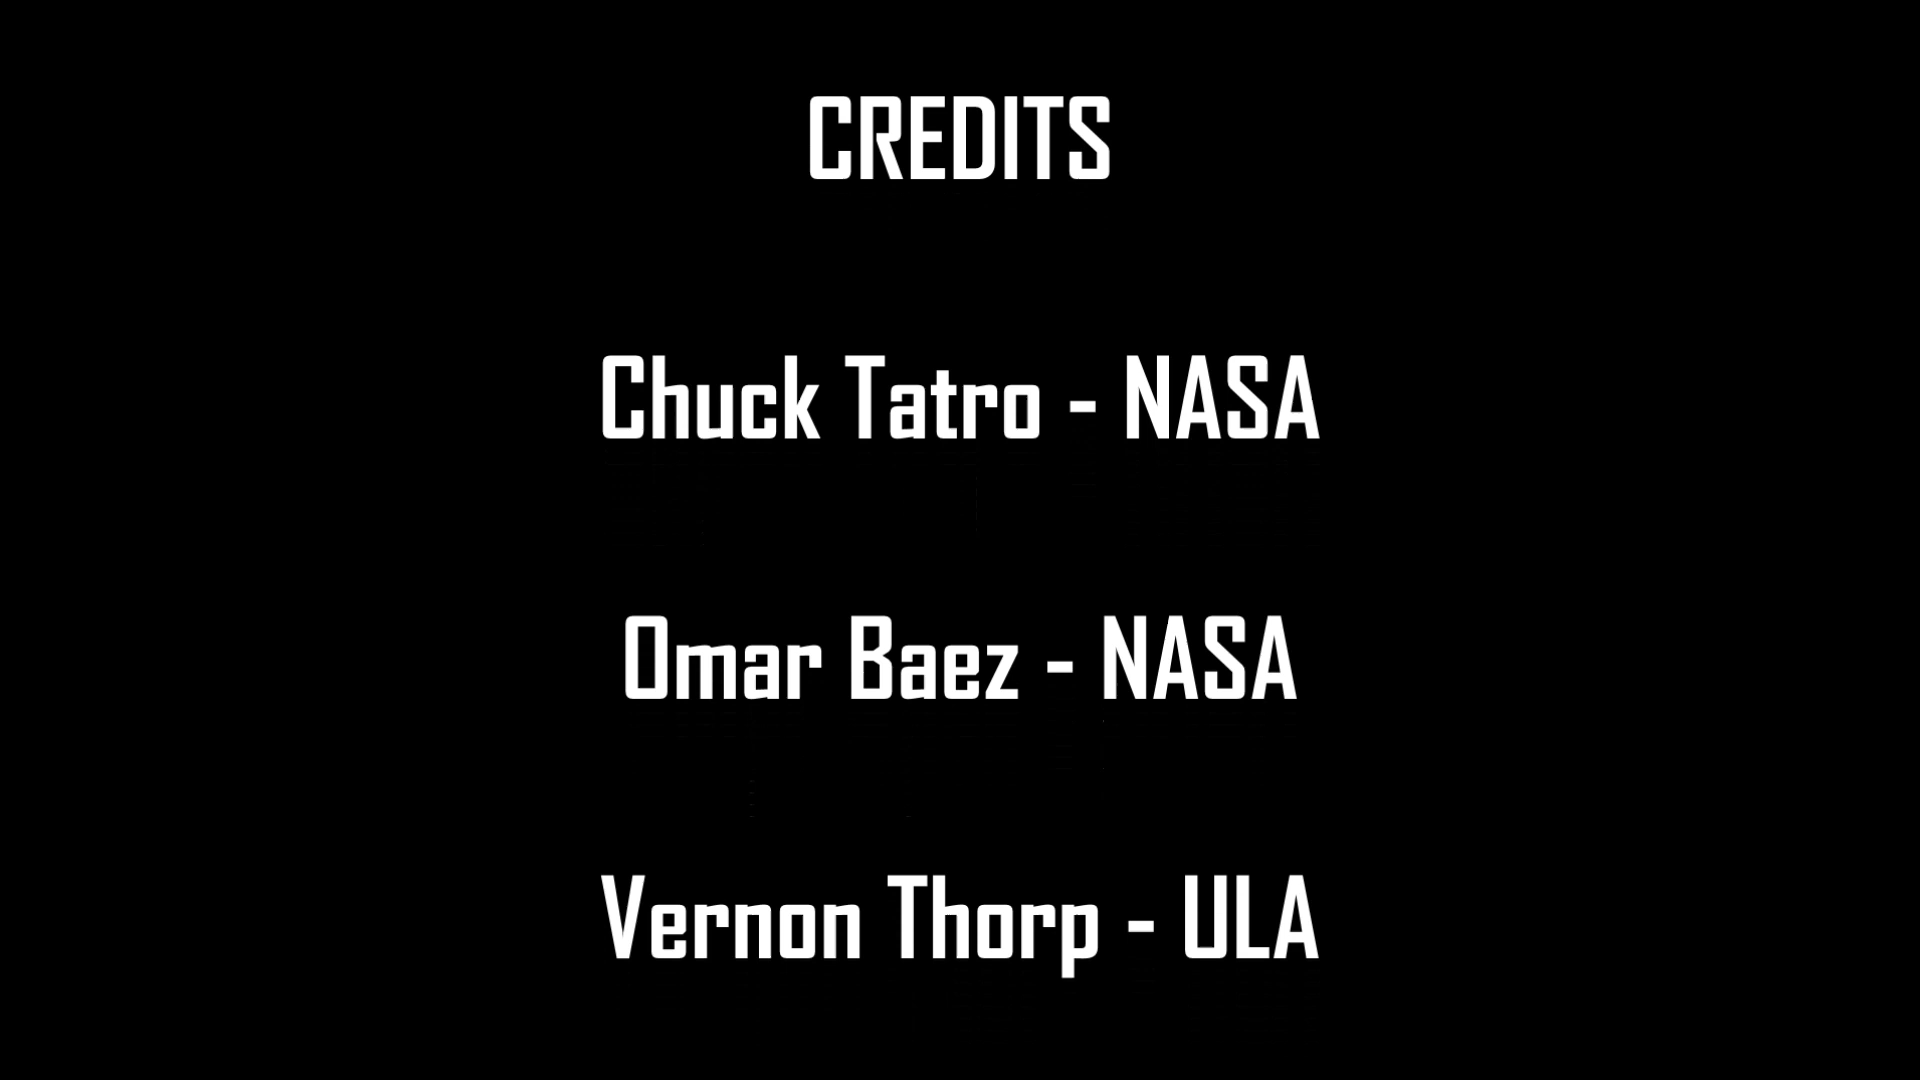 CREDITS
Chuck Tatro - NASA
Omar Baez - NASA
Vernon Thorp - ULA